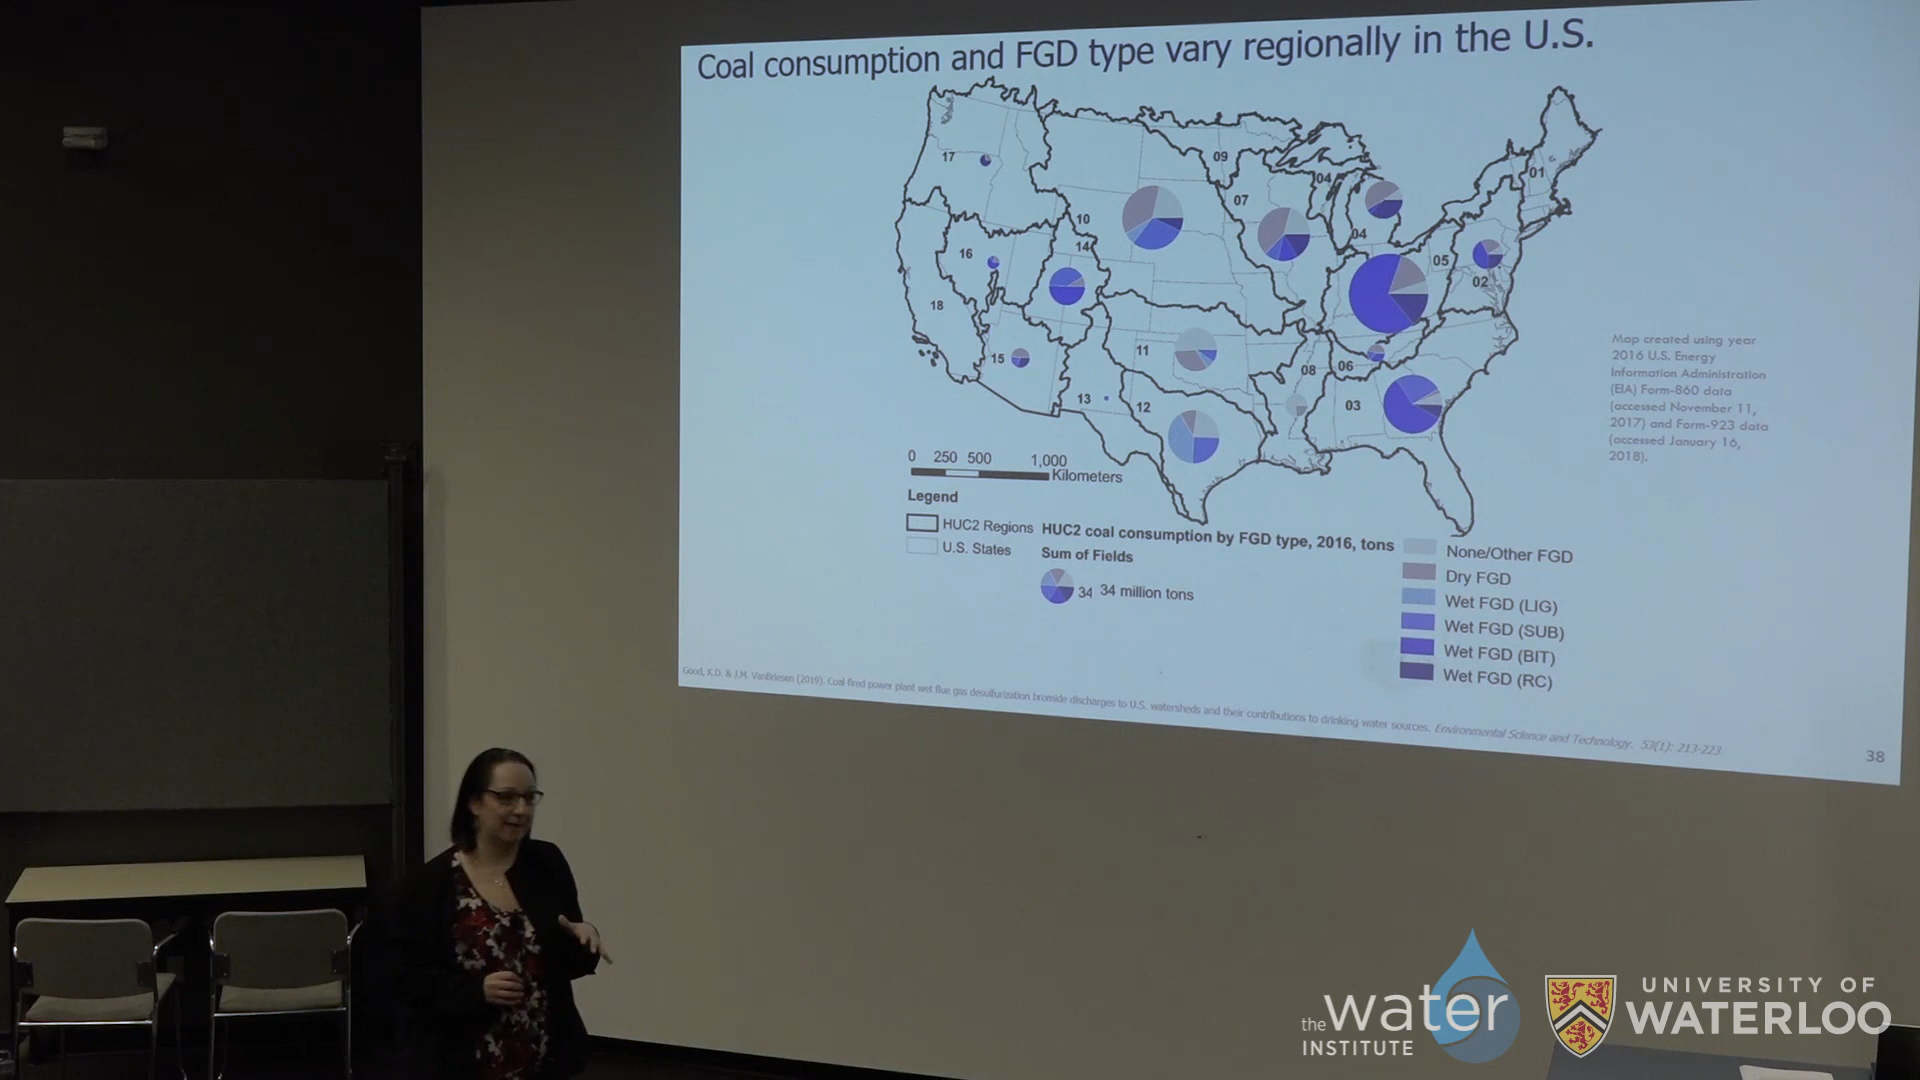 Coal consumption and FGD type vary regionally in the U.S.
17
09
04
01
07
10
14
04
16
05
02
18
11
15
08
06
13
12
03
Map created using year
2016 U.S. Energy
Information Administration
(EIA) Form-860 data
(accessed November 11,
2017) and Form-923 data
(accessed January 16,
2018).
0 250 500 1,000
Kilometers
Legend
HUC2 Regions
U.S. States
HUC2 coal consumption by FGD type, 2016, tons
Sum of Fields
34 34 million tons
None/Other FGD
Dry FGD
Wet FGD (LIG)
Wet FGD (SUB)
Wet FGD (BIT)
Wet FGD (RC)
Good, K.D. & J.M. VanBriesen (2019). Coal-fired power plant wet flue gas desulfurization bromide discharges to U.S. watersheds and their contributions to drinking water sources. Environmental Science and Technology. 53(1): 213-223
38
the water
INSTITUTE
UNIVERSITY OF
WATERLOO